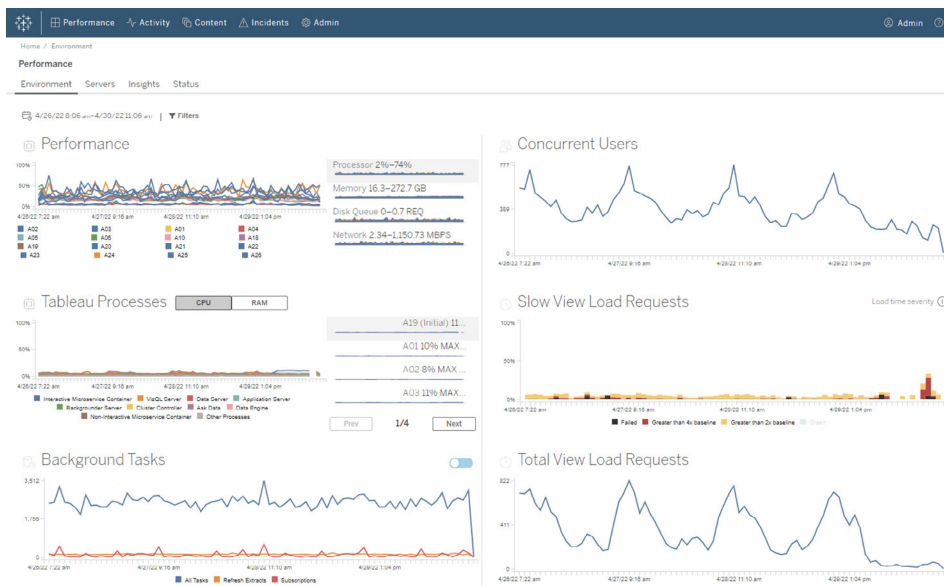 Performance Activity Content Incidents Admin Admin
Home / Environment
Performance
Environment Servers Insights Status
4/26/22 8:06 am–4/30/22 11:06 am | Filters
Performance
100%
50%
0%
4/26/22 7:22 am 4/27/22 9:16 am 4/28/22 11:10 am 4/29/22 1:04 pm
A02 A03 A01 A04
A05 A06 A10 A18
A19 A20 A21 A22
A23 A24 A25 A26
Processor 2%–74%
Memory 16.3–272.7 GB
Disk Queue 0–0.7 REQ
Network 2.34–1,150.73 MBPS
Concurrent Users
777
389
0
4/26/22 7:22 am 4/27/22 9:16 am 4/28/22 11:10 am 4/29/22 1:04 pm
Tableau Processes CPU RAM
100%
50%
0%
4/26/22 7:22 am 4/27/22 9:16 am 4/28/22 11:10 am 4/29/22 1:04 pm
Interactive Microservice Container VizQL Server Data Server Application Server
Backgrounder Server Cluster Controller Ask Data Data Engine
Non-Interactive Microservice Container Other Processes
A19 (Initial) 11...
A01 10% MAX...
A02 8% MAX...
A03 11% MAX...
Prev 1/4 Next
Slow View Load Requests Load time severity
100%
50%
0%
4/26/22 7:22 am 4/27/22 9:16 am 4/28/22 11:10 am 4/29/22 1:04 pm
Failed Greater than 4x baseline Greater than 2x baseline
Background Tasks
3,512
1,756
0
4/26/22 7:22 am 4/27/22 9:16 am 4/28/22 11:10 am 4/29/22 1:04 pm
All Tasks Refresh Extracts Subscriptions
Total View Load Requests
822
411
0
4/26/22 7:22 am 4/27/22 9:16 am 4/28/22 11:10 am 4/29/22 1:04 pm